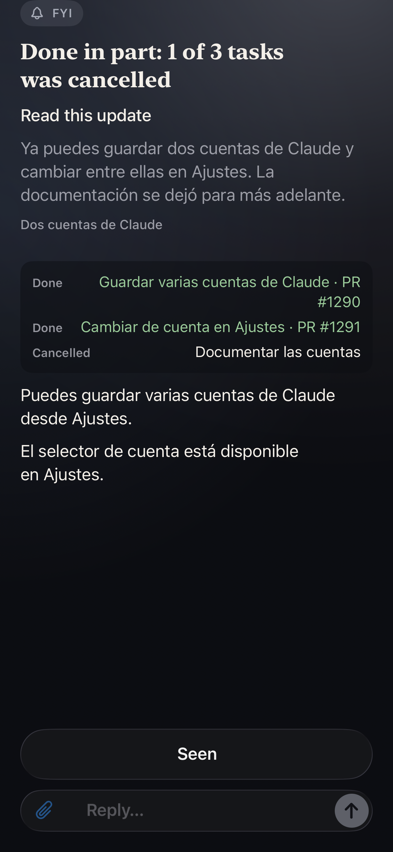 FYI
Done in part: 1 of 3 tasks
was cancelled
Read this update
Ya puedes guardar dos cuentas de Claude y
cambiar entre ellas en Ajustes. La
documentación se dejó para más adelante.
Dos cuentas de Claude
Done Guardar varias cuentas de Claude · PR
#1290
Done Cambiar de cuenta en Ajustes · PR #1291
Cancelled Documentar las cuentas
Puedes guardar varias cuentas de Claude
desde Ajustes.
El selector de cuenta está disponible
en Ajustes.
Seen
Reply...